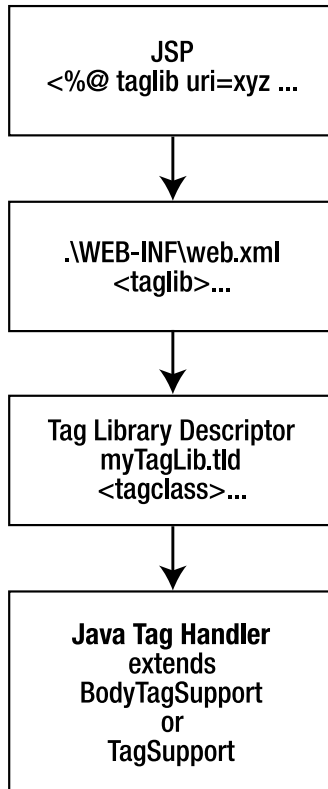 JSP
<%@ taglib uri=xyz ...
.\WEB-INF\web.xml
<taglib>...
Tag Library Descriptor
myTagLib.tld
<tagclass>...
Java Tag Handler
extends
BodyTagSupport
or
TagSupport